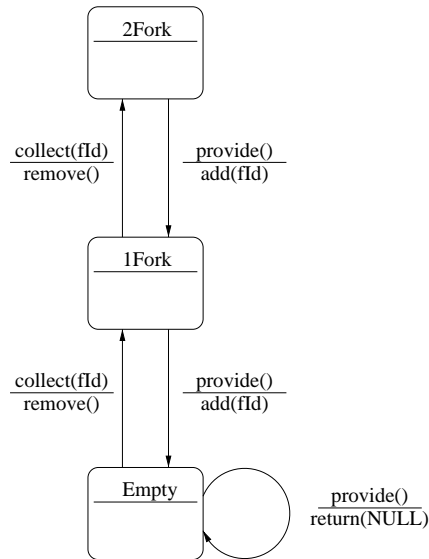 2Fork
collect(fId)
remove()
provide()
add(fId)
1Fork
collect(fId)
remove()
provide()
add(fId)
Empty
provide()
return(NULL)